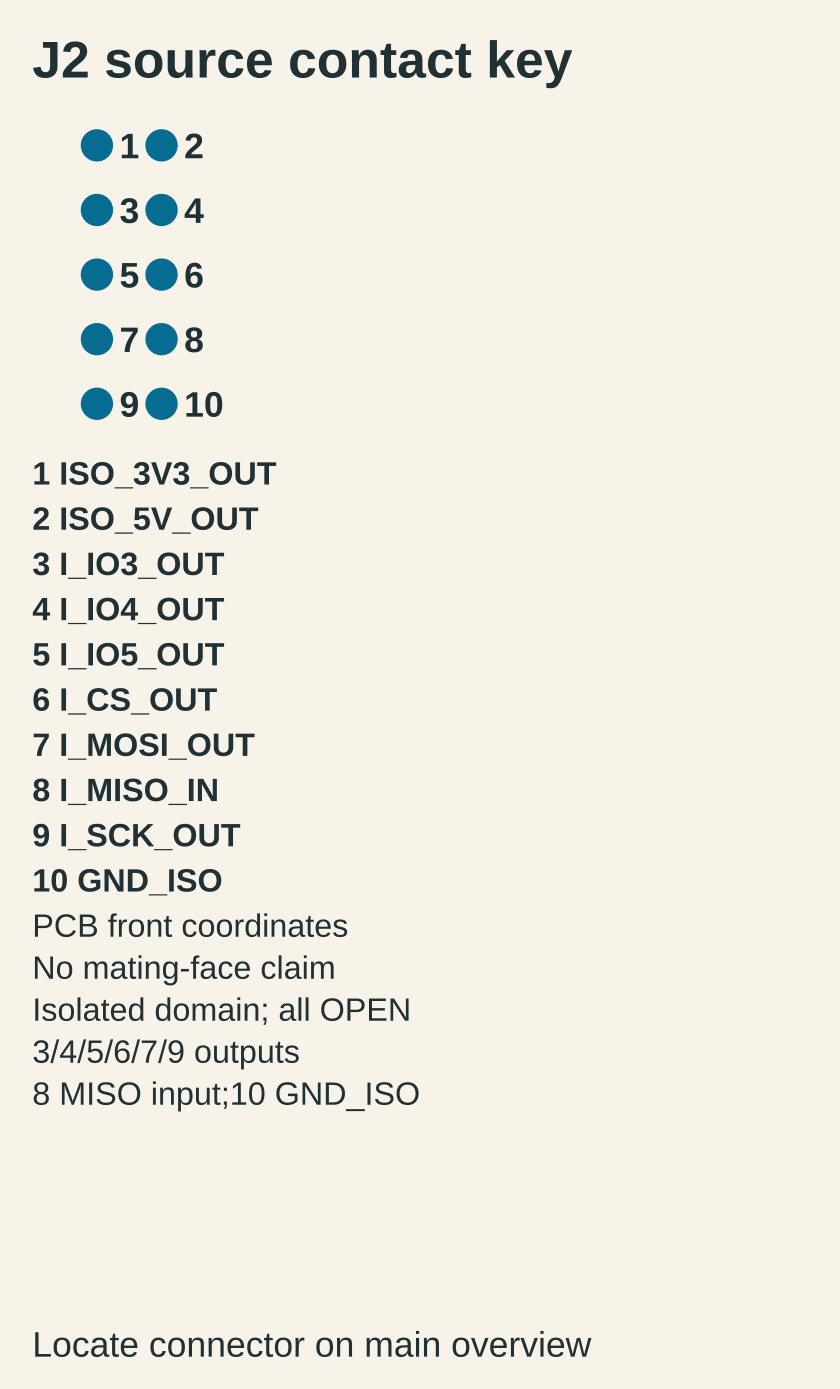 J2 source contact key
1 2
3 4
5 6
7 8
9 10
1 ISO_3V3_OUT
2 ISO_5V_OUT
3 I_IO3_OUT
4 I_IO4_OUT
5 I_IO5_OUT
6 I_CS_OUT
7 I_MOSI_OUT
8 I_MISO_IN
9 I_SCK_OUT
10 GND_ISO
PCB front coordinates
No mating-face claim
Isolated domain; all OPEN
3/4/5/6/7/9 outputs
8 MISO input;10 GND_ISO
Locate connector on main overview